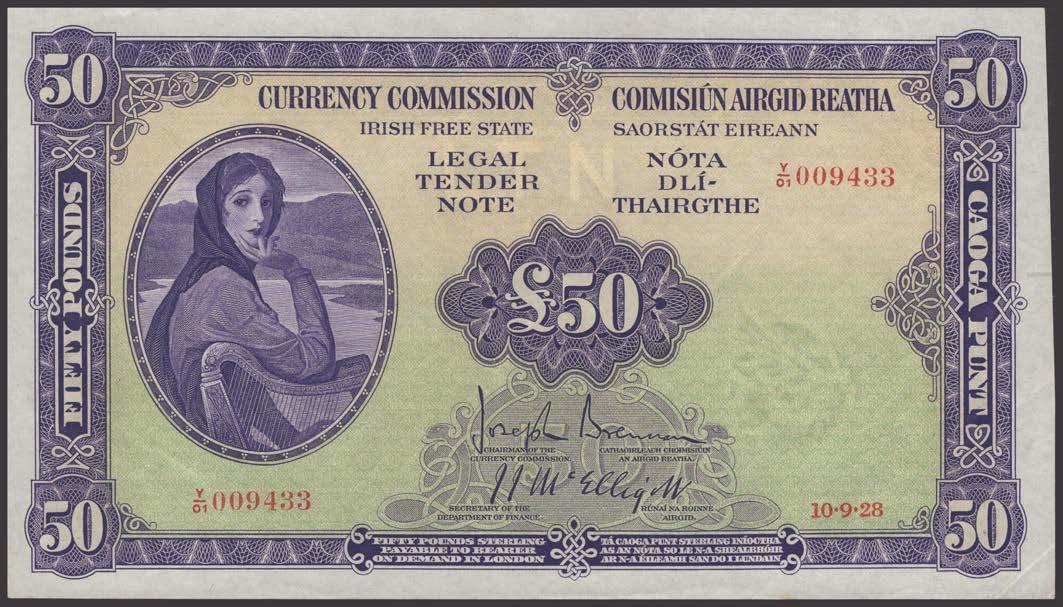 50
50
CURRENCY COMMISSION
IRISH FREE STATE
LEGAL
TENDER
NOTE
COIMISIÚN AIRGID REATHA
SAORSTÁT EIREANN
NÓTA
DLÍ-
THAIRGTHE
Y/01 009433
FIFTY POUNDS
£50
CAOGA PUNT
Joseph Brennan
CHAIRMAN OF THE
CURRENCY COMMISSION.
CATHAOIRLEACH CHOIMISIÚN
AN AIRGID REATHA.
J J McElligott
SECRETARY OF THE
DEPARTMENT OF FINANCE.
RÚNAÍ NA ROINNE
AIRGID.
Y/01 009433
10·9·28
50
50
FIFTY POUNDS STERLING
PAYABLE TO BEARER
ON DEMAND IN LONDON
TÁ CAOGA PUINT STERLING INÍOCTHA
AS AN NÓTA SO LE N-A SHEALBHÓIR
AR N-A ÉILEAMH SAN DO I LUNDAIN